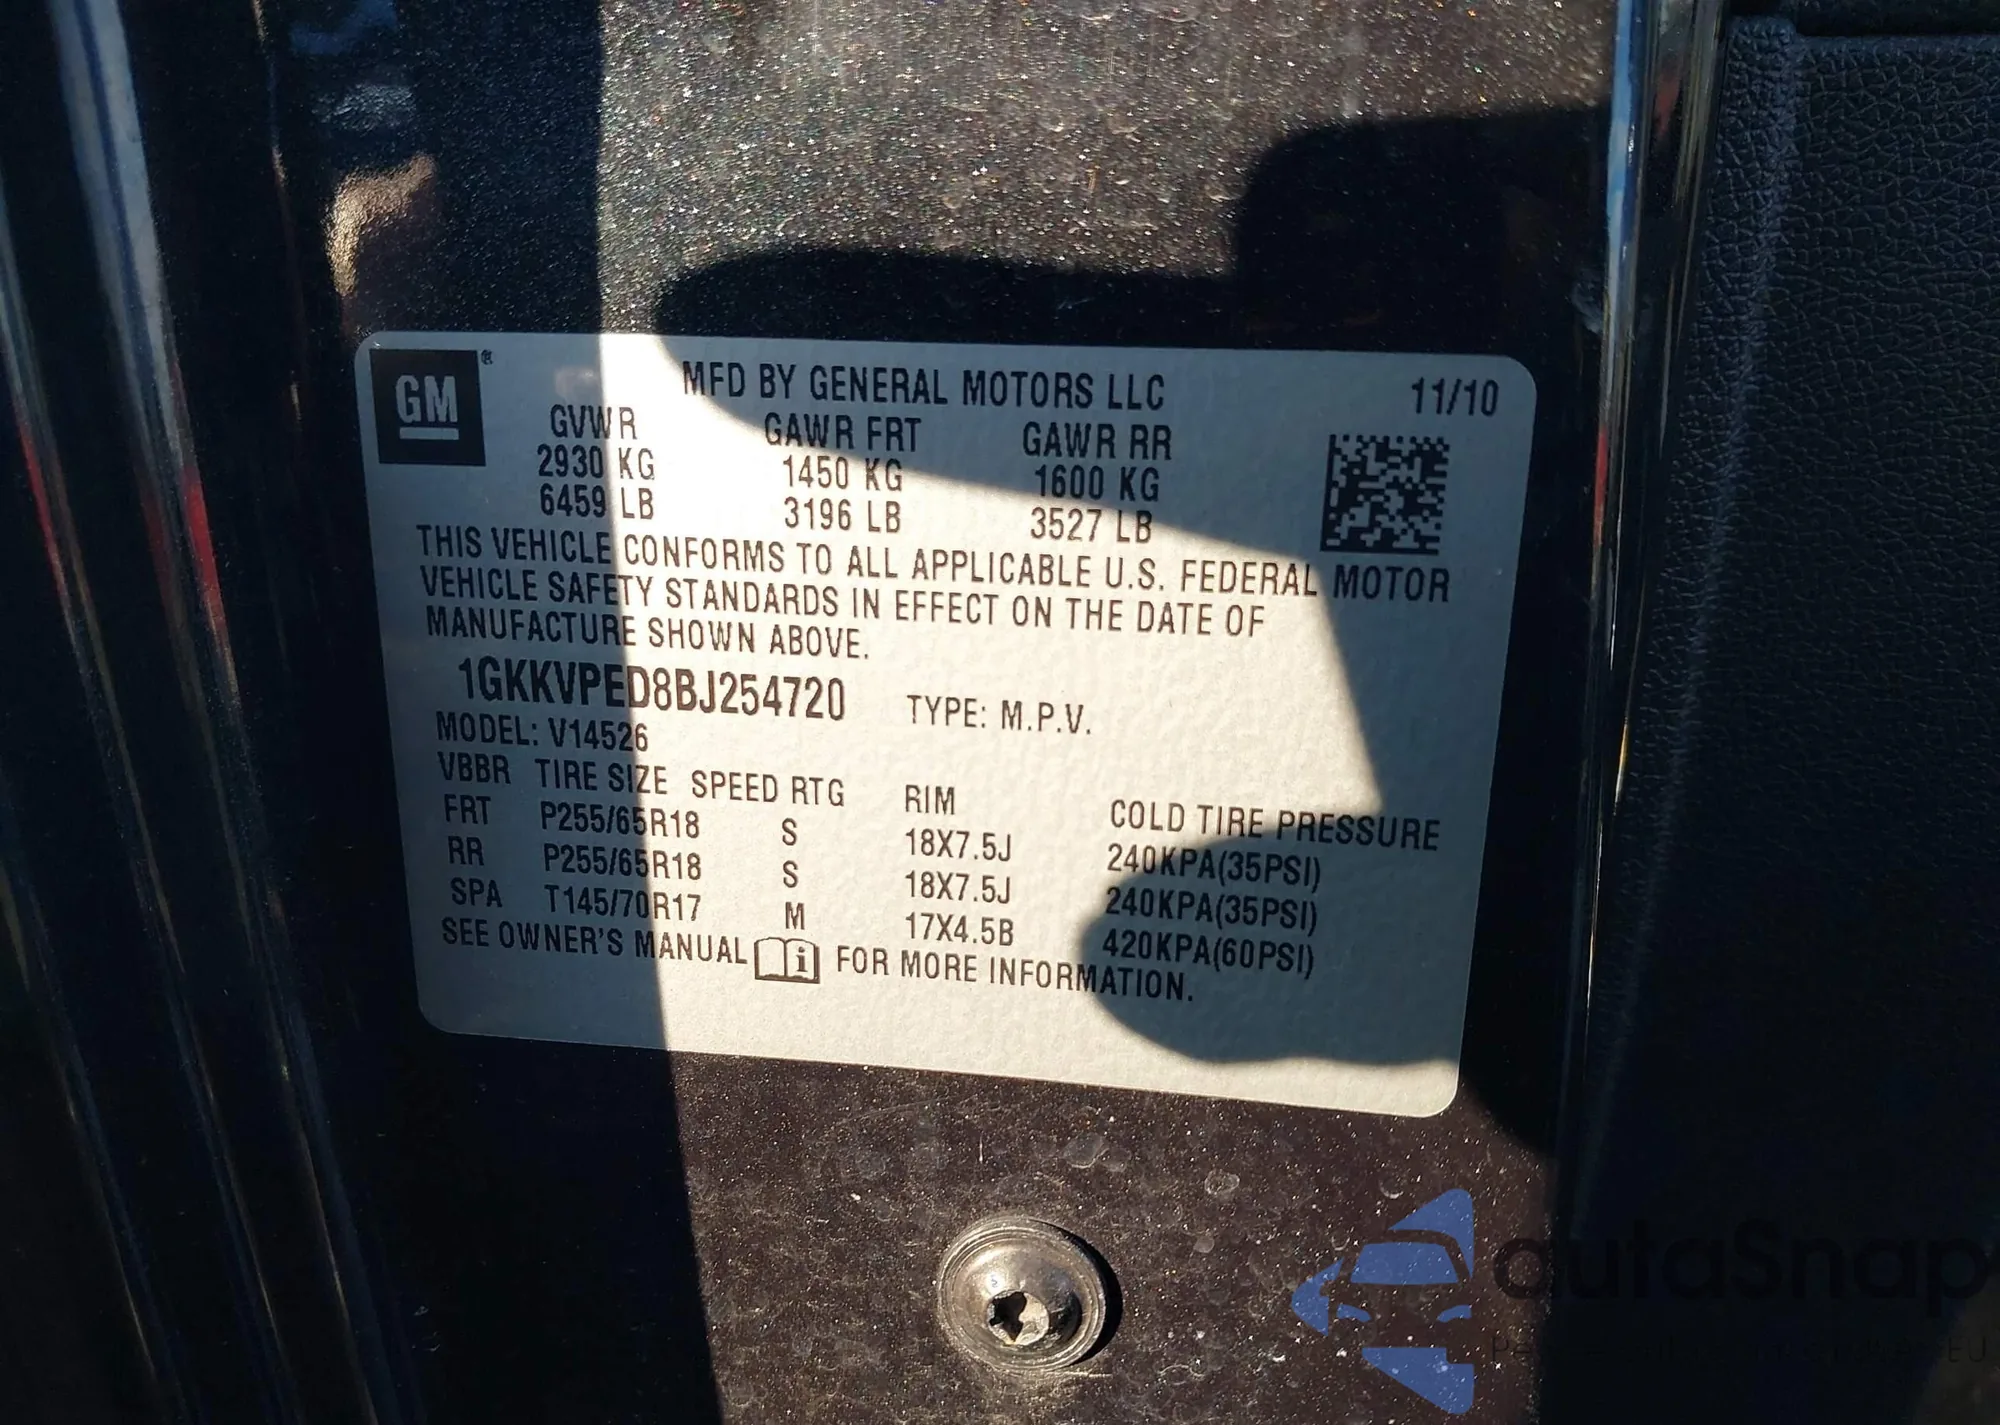 GM ®
MFD BY GENERAL MOTORS LLC 11/10
GVWR GAWR FRT GAWR RR
2930 KG 1450 KG 1600 KG
6459 LB 3196 LB 3527 LB
THIS VEHICLE CONFORMS TO ALL APPLICABLE U.S. FEDERAL MOTOR
VEHICLE SAFETY STANDARDS IN EFFECT ON THE DATE OF
MANUFACTURE SHOWN ABOVE.
1GKKVPED8BJ254720 TYPE: M.P.V.
MODEL: V14526
VBBR TIRE SIZE SPEED RTG RIM COLD TIRE PRESSURE
FRT P255/65R18 S 18X7.5J 240KPA(35PSI)
RR P255/65R18 S 18X7.5J 240KPA(35PSI)
SPA T145/70R17 M 17X4.5B 420KPA(60PSI)
SEE OWNER'S MANUAL i FOR MORE INFORMATION.
autaSnap